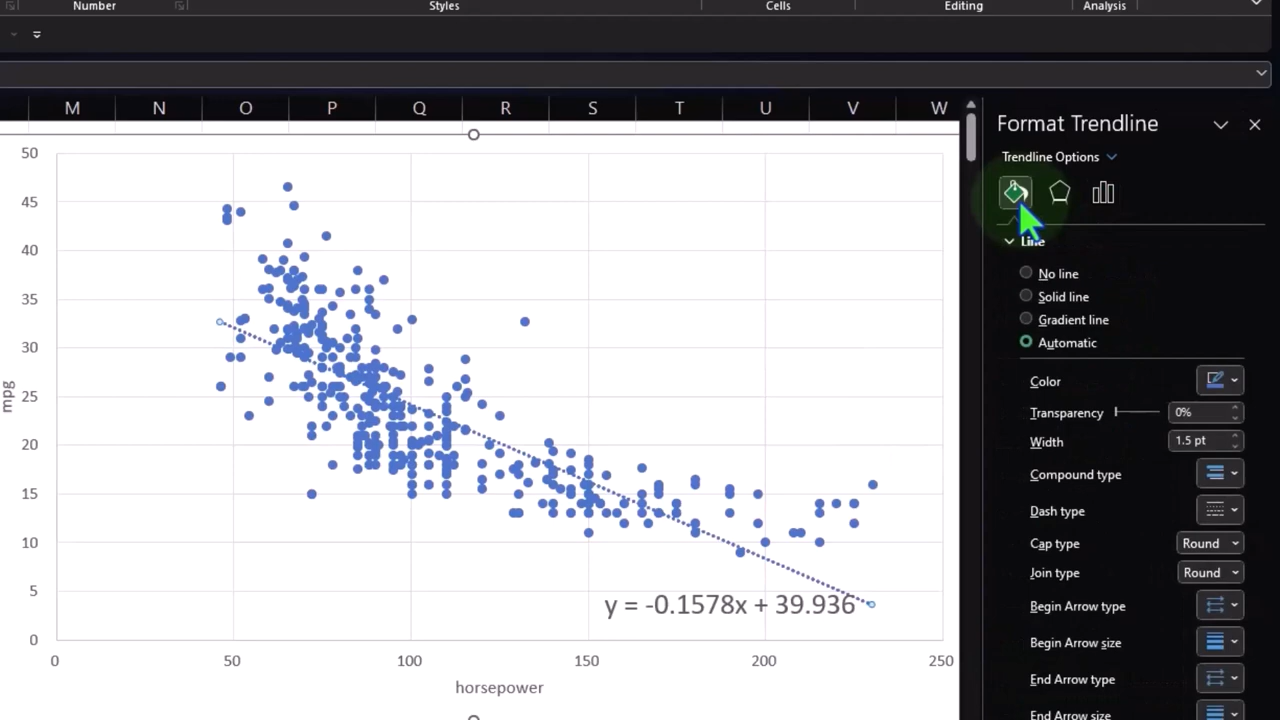 Number Styles Cells Editing Analysis
M N O P Q R S T U V W
Format Trendline
Trendline Options
50
45
40
35
30
25
20
15
10
5
0
mpg
0 50 100 150 200 250
horsepower
y = -0.1578x + 39.936
Line
No line
Solid line
Gradient line
Automatic
Color
Transparency 0%
Width 1.5 pt
Compound type
Dash type
Cap type Round
Join type Round
Begin Arrow type
Begin Arrow size
End Arrow type
End Arrow size